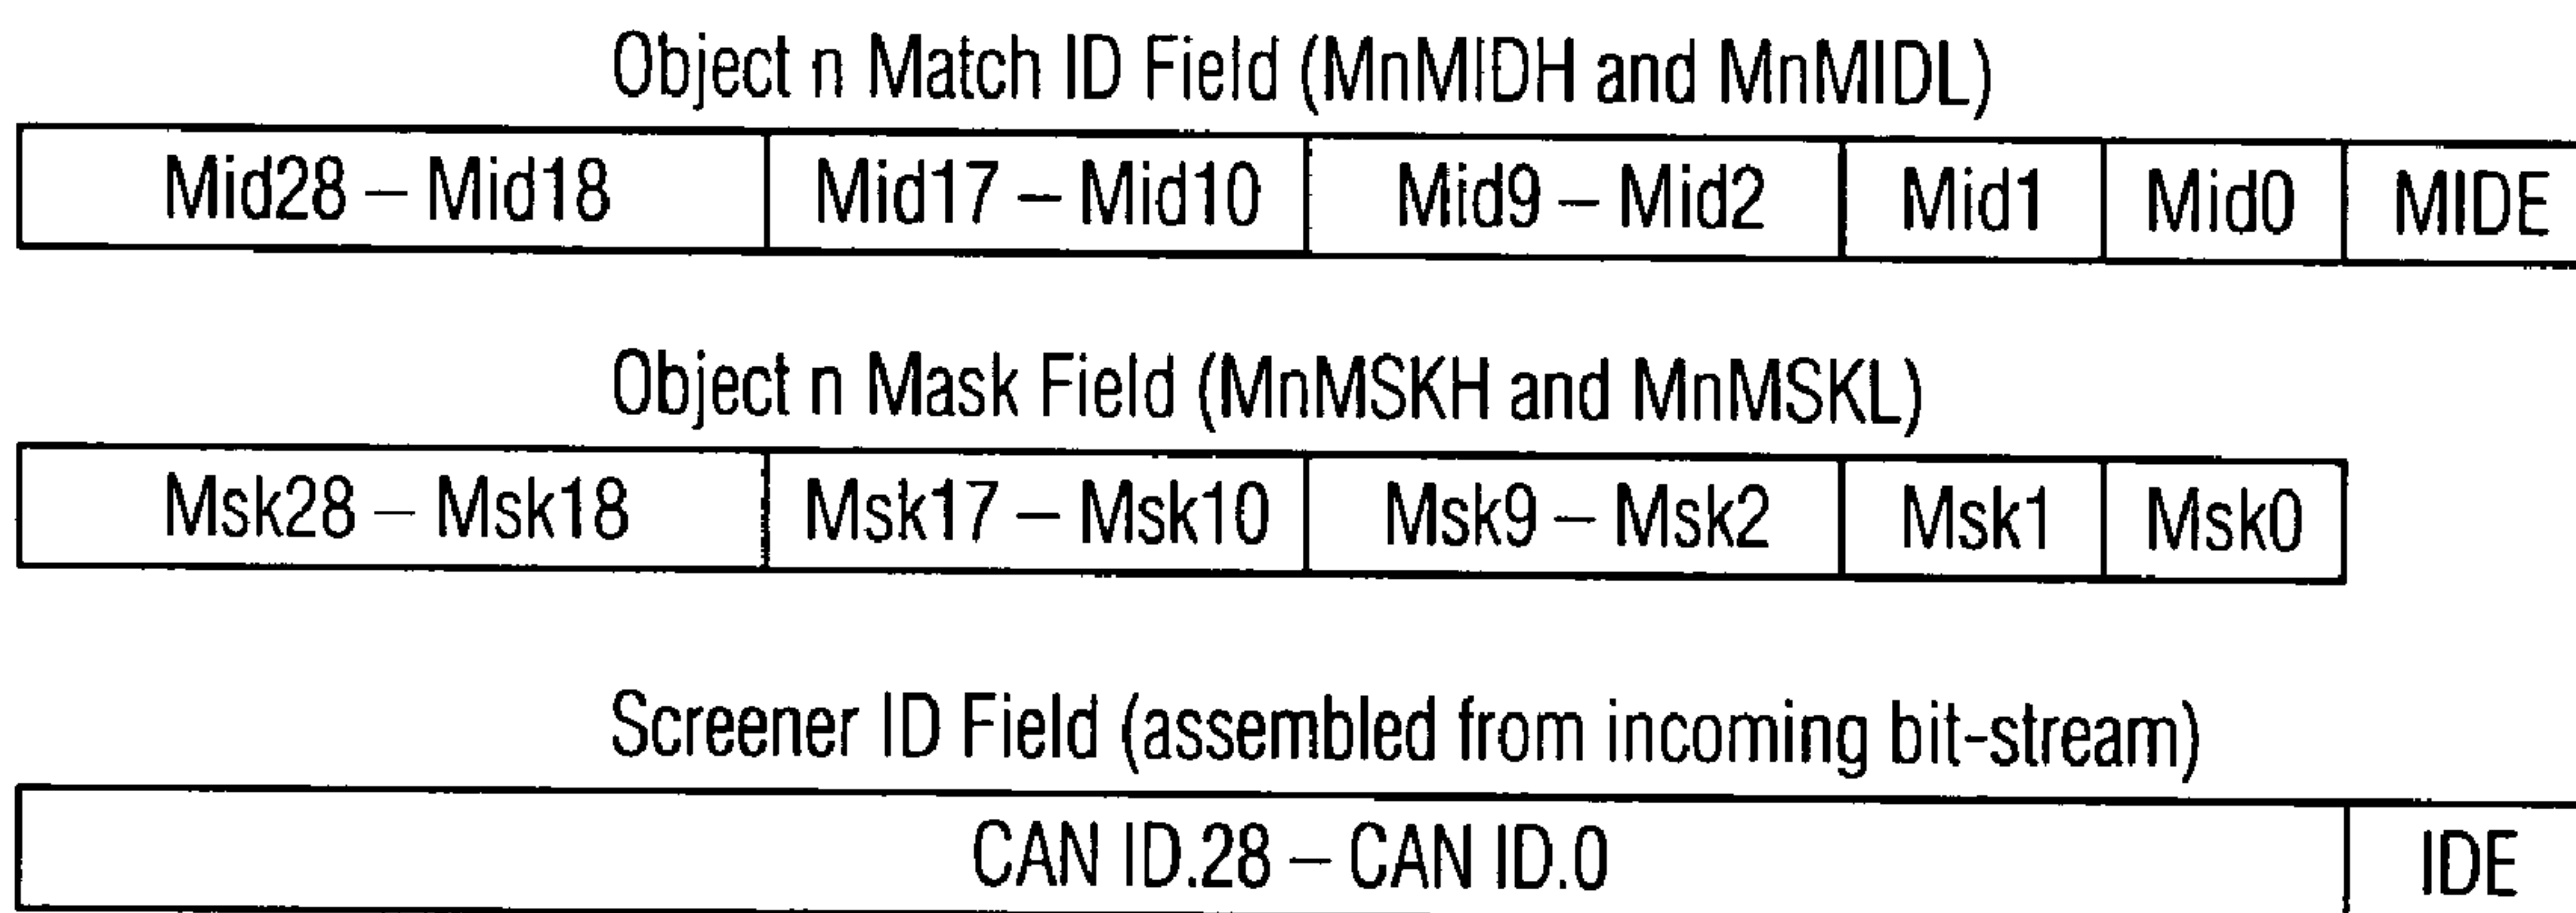 Object n Match ID Field (MnMIDH and MnMIDL)
Mid28 – Mid18 Mid17 – Mid10 Mid9 – Mid2 Mid1 Mid0 MIDE
Object n Mask Field (MnMSKH and MnMSKL)
Msk28 – Msk18 Msk17 – Msk10 Msk9 – Msk2 Msk1 Msk0
Screener ID Field (assembled from incoming bit-stream)
CAN ID.28 – CAN ID.0 IDE